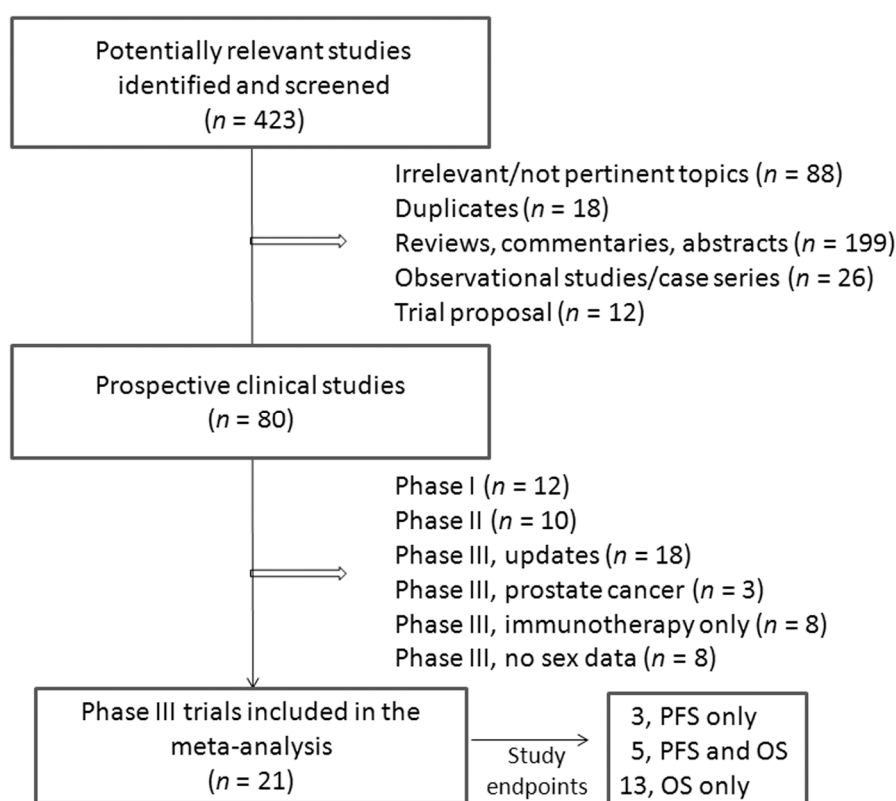 Potentially relevant studies
identified and screened
(n = 423)
Irrelevant/not pertinent topics (n = 88)
Duplicates (n = 18)
Reviews, commentaries, abstracts (n = 199)
Observational studies/case series (n = 26)
Trial proposal (n = 12)
Prospective clinical studies
(n = 80)
Phase I (n = 12)
Phase II (n = 10)
Phase III, updates (n = 18)
Phase III, prostate cancer (n = 3)
Phase III, immunotherapy only (n = 8)
Phase III, no sex data (n = 8)
Phase III trials included in the
meta-analysis
(n = 21)
Study
endpoints
3, PFS only
5, PFS and OS
13, OS only